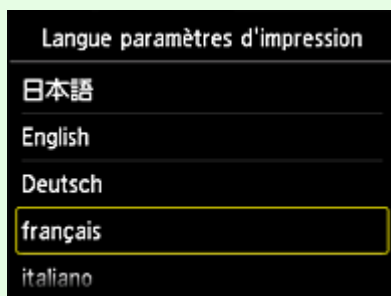 Langue paramètres d'impression
日本語
English
Deutsch
français
italiano